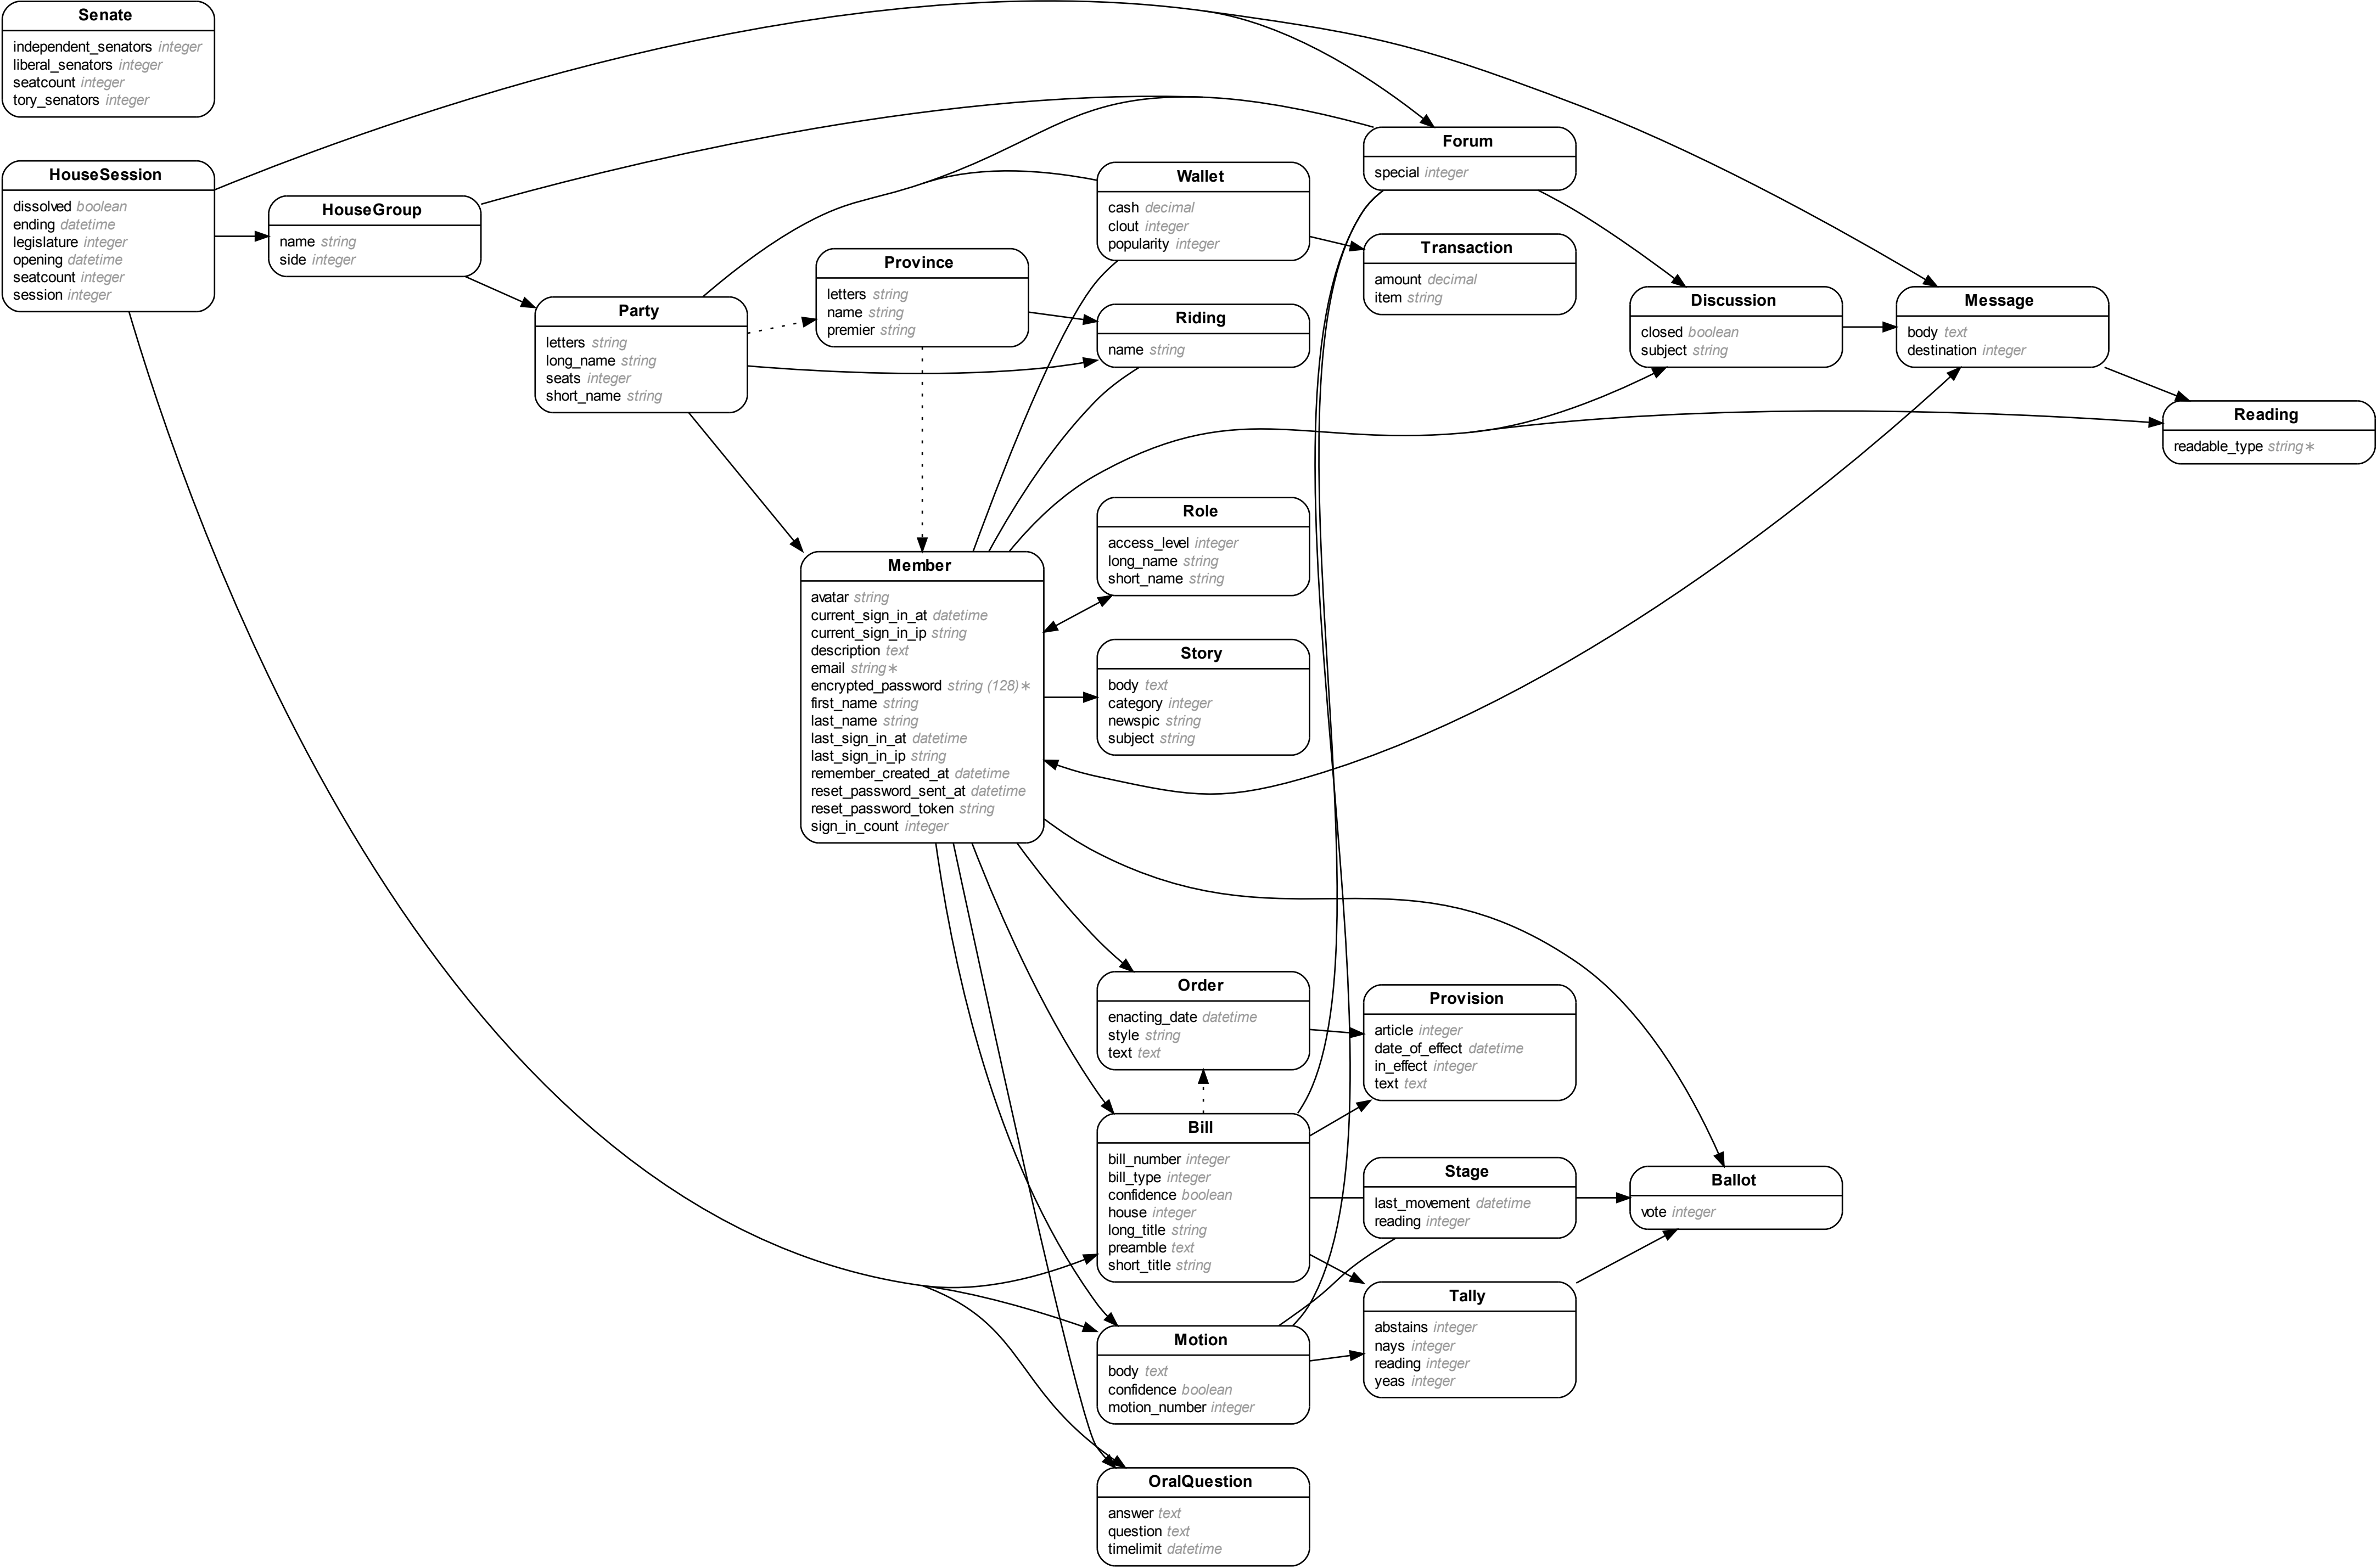 Senate
independent_senators integer
liberal_senators integer
seatcount integer
tory_senators integer
HouseSession
dissolved boolean
ending datetime
legislature integer
opening datetime
seatcount integer
session integer
HouseGroup
name string
side integer
Party
letters string
long_name string
seats integer
short_name string
Province
letters string
name string
premier string
Wallet
cash decimal
clout integer
popularity integer
Riding
name string
Forum
special integer
Transaction
amount decimal
item string
Discussion
closed boolean
subject string
Message
body text
destination integer
Reading
readable_type string∗
Member
avatar string
current_sign_in_at datetime
current_sign_in_ip string
description text
email string∗
encrypted_password string (128)∗
first_name string
last_name string
last_sign_in_at datetime
last_sign_in_ip string
remember_created_at datetime
reset_password_sent_at datetime
reset_password_token string
sign_in_count integer
Role
access_level integer
long_name string
short_name string
Story
body text
category integer
newspic string
subject string
Order
enacting_date datetime
style string
text text
Provision
article integer
date_of_effect datetime
in_effect integer
text text
Bill
bill_number integer
bill_type integer
confidence boolean
house integer
long_title string
preamble text
short_title string
Stage
last_movement datetime
reading integer
Ballot
vote integer
Tally
abstains integer
nays integer
reading integer
yeas integer
Motion
body text
confidence boolean
motion_number integer
OralQuestion
answer text
question text
timelimit datetime